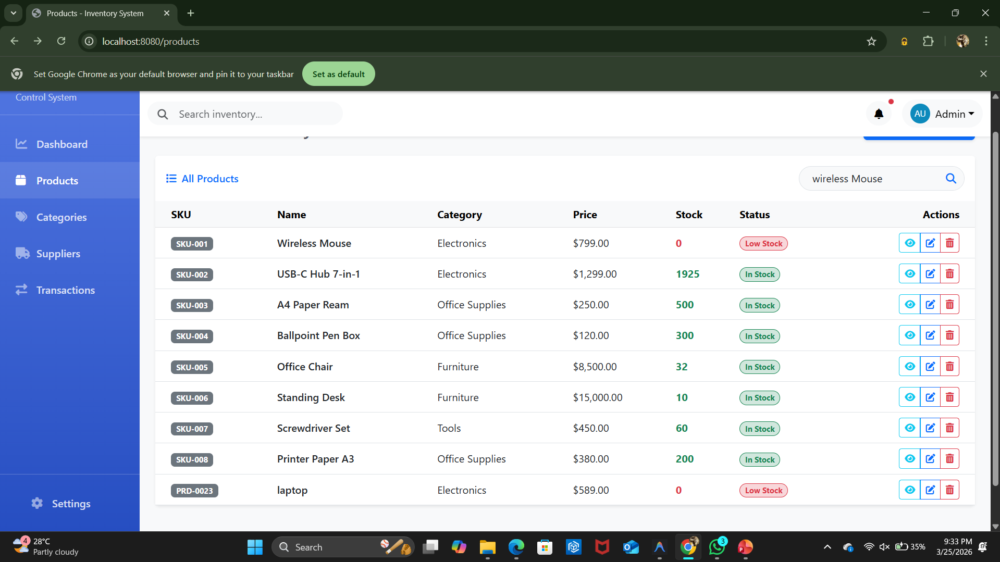 Products - Inventory System
localhost:8080/products
Set Google Chrome as your default browser and pin it to your taskbar
Set as default
Control System
Search inventory...
AU
Admin
Dashboard
Products
Categories
Suppliers
Transactions
Settings
All Products
wireless Mouse
SKU Name Category Price Stock Status Actions
SKU-001 Wireless Mouse Electronics $799.00 0 Low Stock
SKU-002 USB-C Hub 7-in-1 Electronics $1,299.00 1925 In Stock
SKU-003 A4 Paper Ream Office Supplies $250.00 500 In Stock
SKU-004 Ballpoint Pen Box Office Supplies $120.00 300 In Stock
SKU-005 Office Chair Furniture $8,500.00 32 In Stock
SKU-006 Standing Desk Furniture $15,000.00 10 In Stock
SKU-007 Screwdriver Set Tools $450.00 60 In Stock
SKU-008 Printer Paper A3 Office Supplies $380.00 200 In Stock
PRD-0023 laptop Electronics $589.00 0 Low Stock
4
28°C
Partly cloudy
Search
3
35%
9:33 PM
3/25/2026